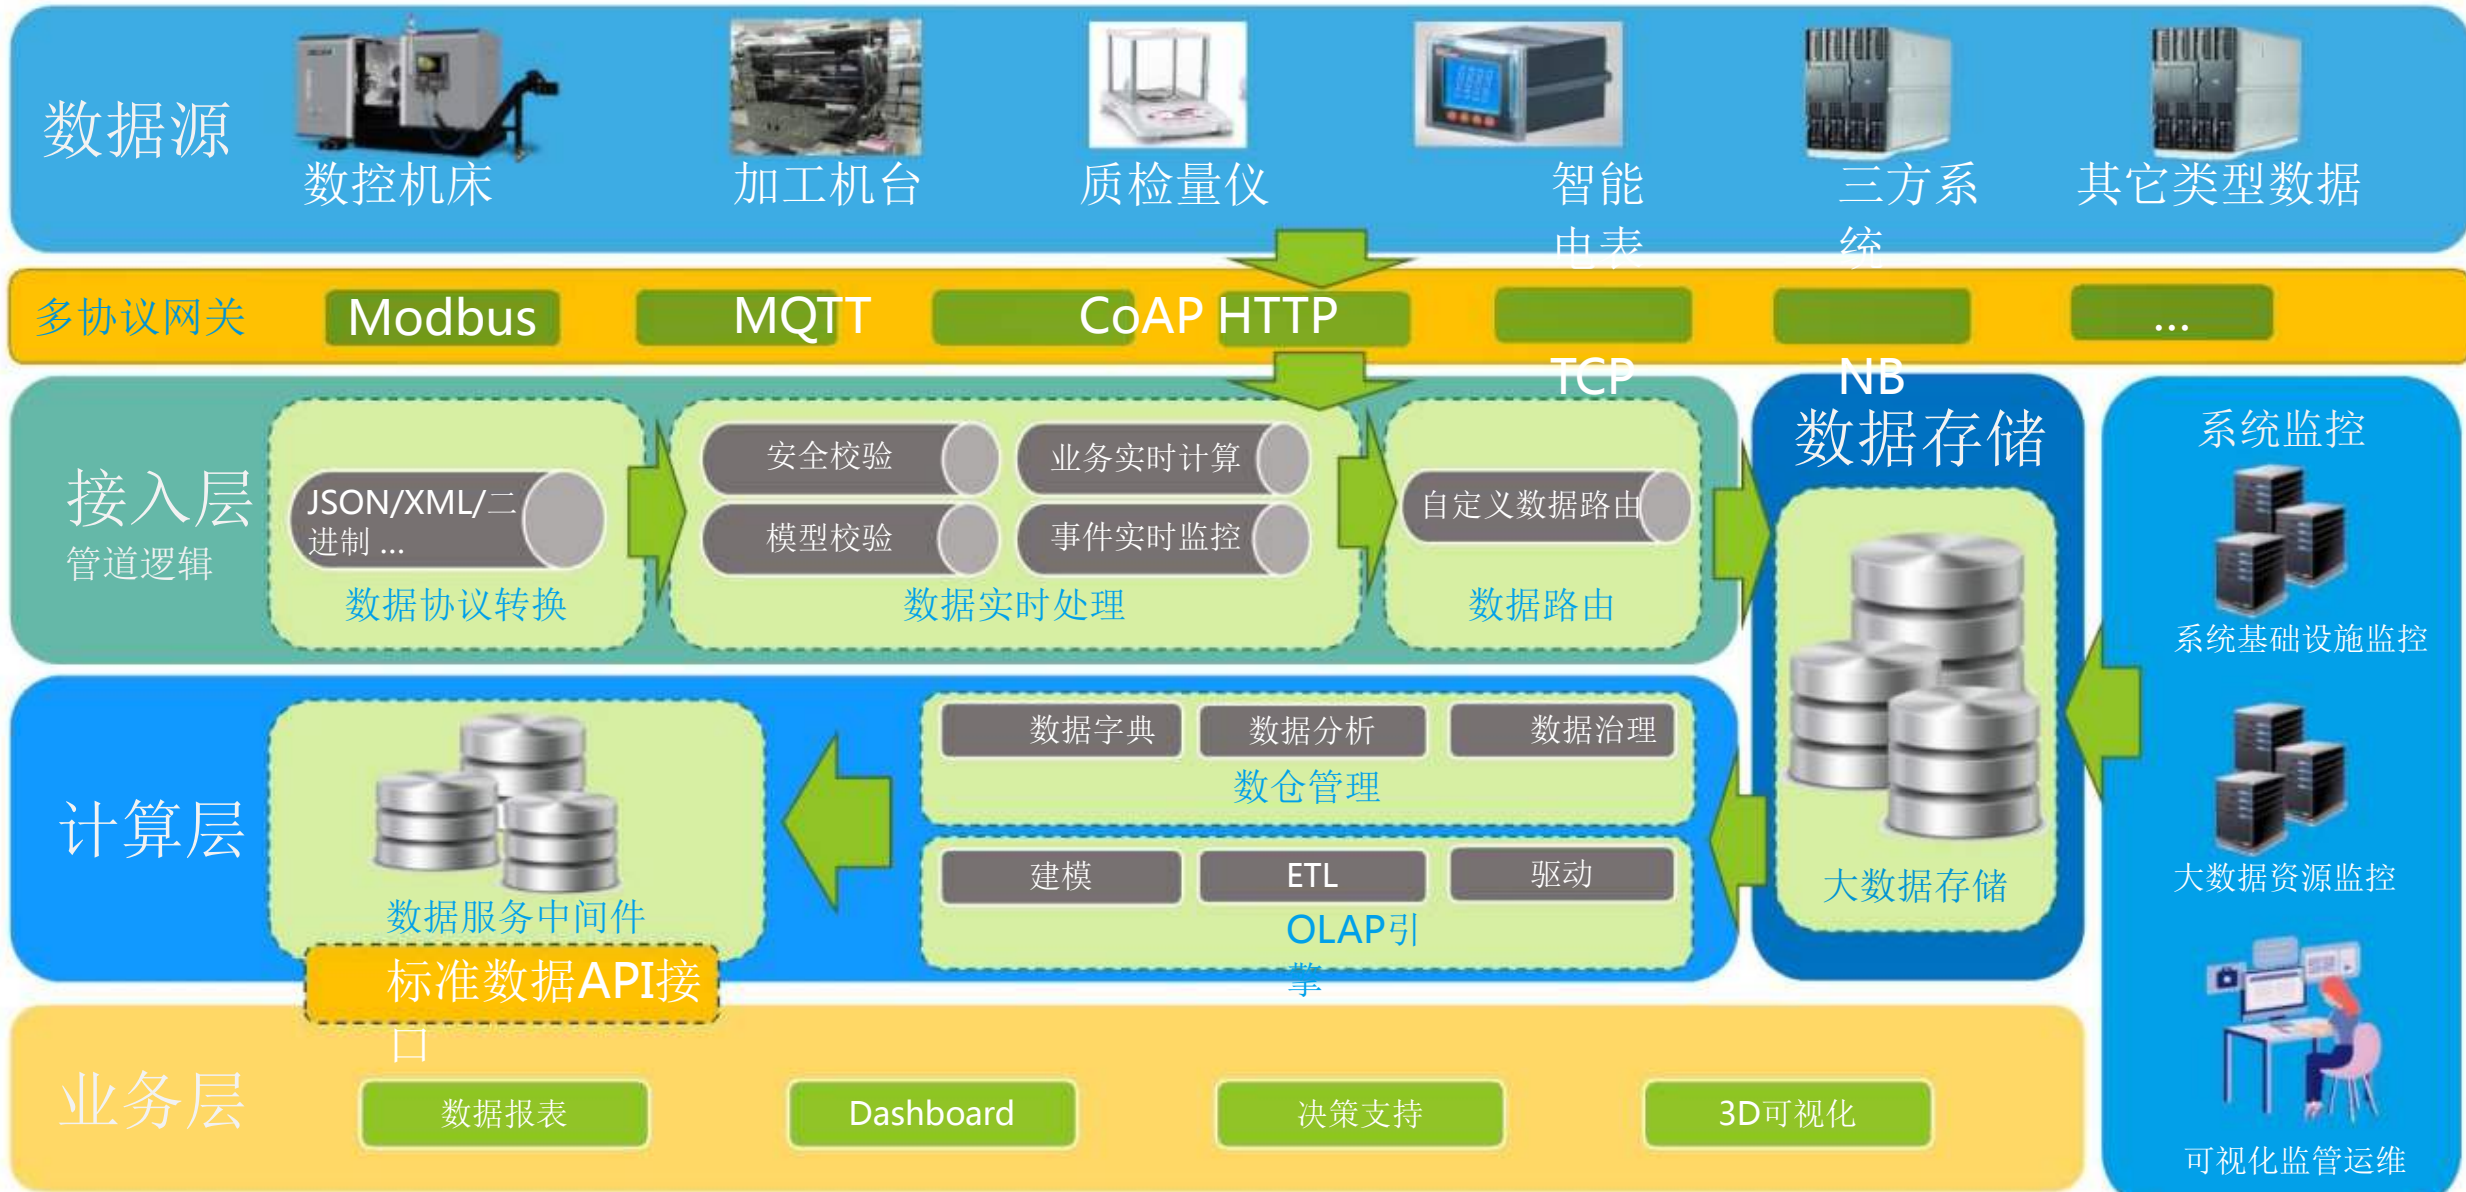 数据源
数控机床
加工机台
质检量仪
智能
电表
三方系
统
其它类型数据
多协议网关
Modbus
MQTT
CoAP
HTTP
TCP
NB
...
接入层
管道逻辑
JSON/XML/二
进制 ...
数据协议转换
安全校验
业务实时计算
模型校验
事件实时监控
数据实时处理
自定义数据路由
数据路由
数据存储
大数据存储
系统监控
系统基础设施监控
大数据资源监控
可视化监管运维
计算层
数据服务中间件
标准数据API接
口
数据字典
数据分析
数据治理
数仓管理
建模
ETL
驱动
OLAP引
擎
业务层
数据报表
Dashboard
决策支持
3D可视化